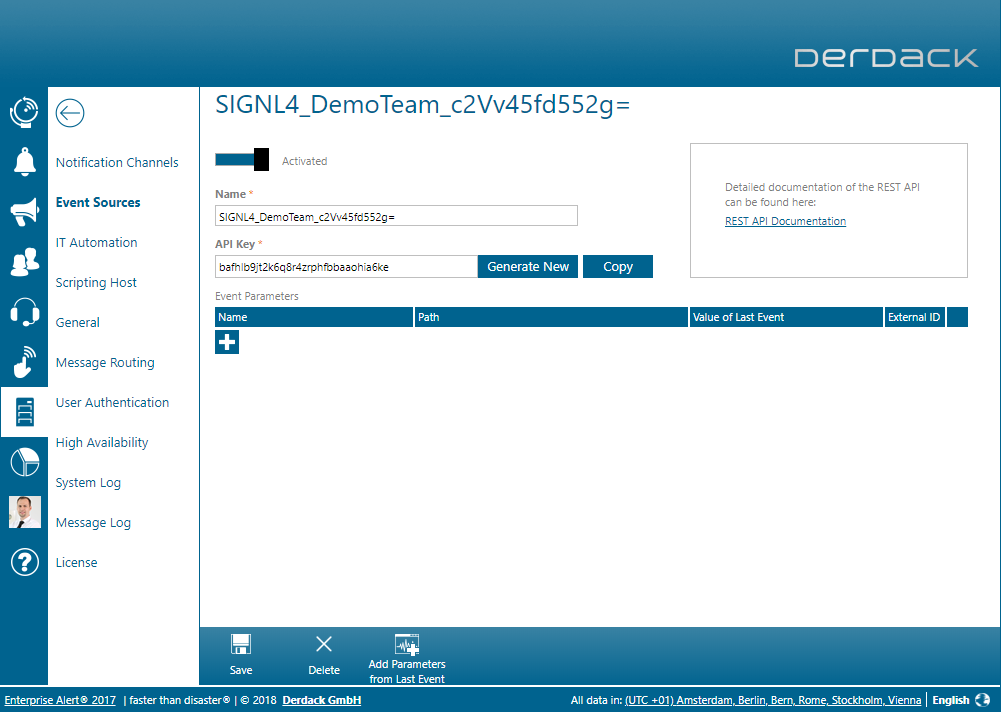 DERDACK
SIGNL4_DemoTeam_c2Vv45fd552g=
Notification Channels
Event Sources
IT Automation
Scripting Host
General
Message Routing
User Authentication
High Availability
System Log
Message Log
License
Activated
Name *
SIGNL4_DemoTeam_c2Vv45fd552g=
API Key *
bafhlb9jt2k6q8r4zrphfbbaaohia6ke
Generate New
Copy
Detailed documentation of the REST API
can be found here:
REST API Documentation
Event Parameters
Name Path Value of Last Event External ID
Save
Delete
Add Parameters
from Last Event
Enterprise Alert® 2017 | faster than disaster® | © 2018 Derdack GmbH
All data in: (UTC +01) Amsterdam, Berlin, Bern, Rome, Stockholm, Vienna English